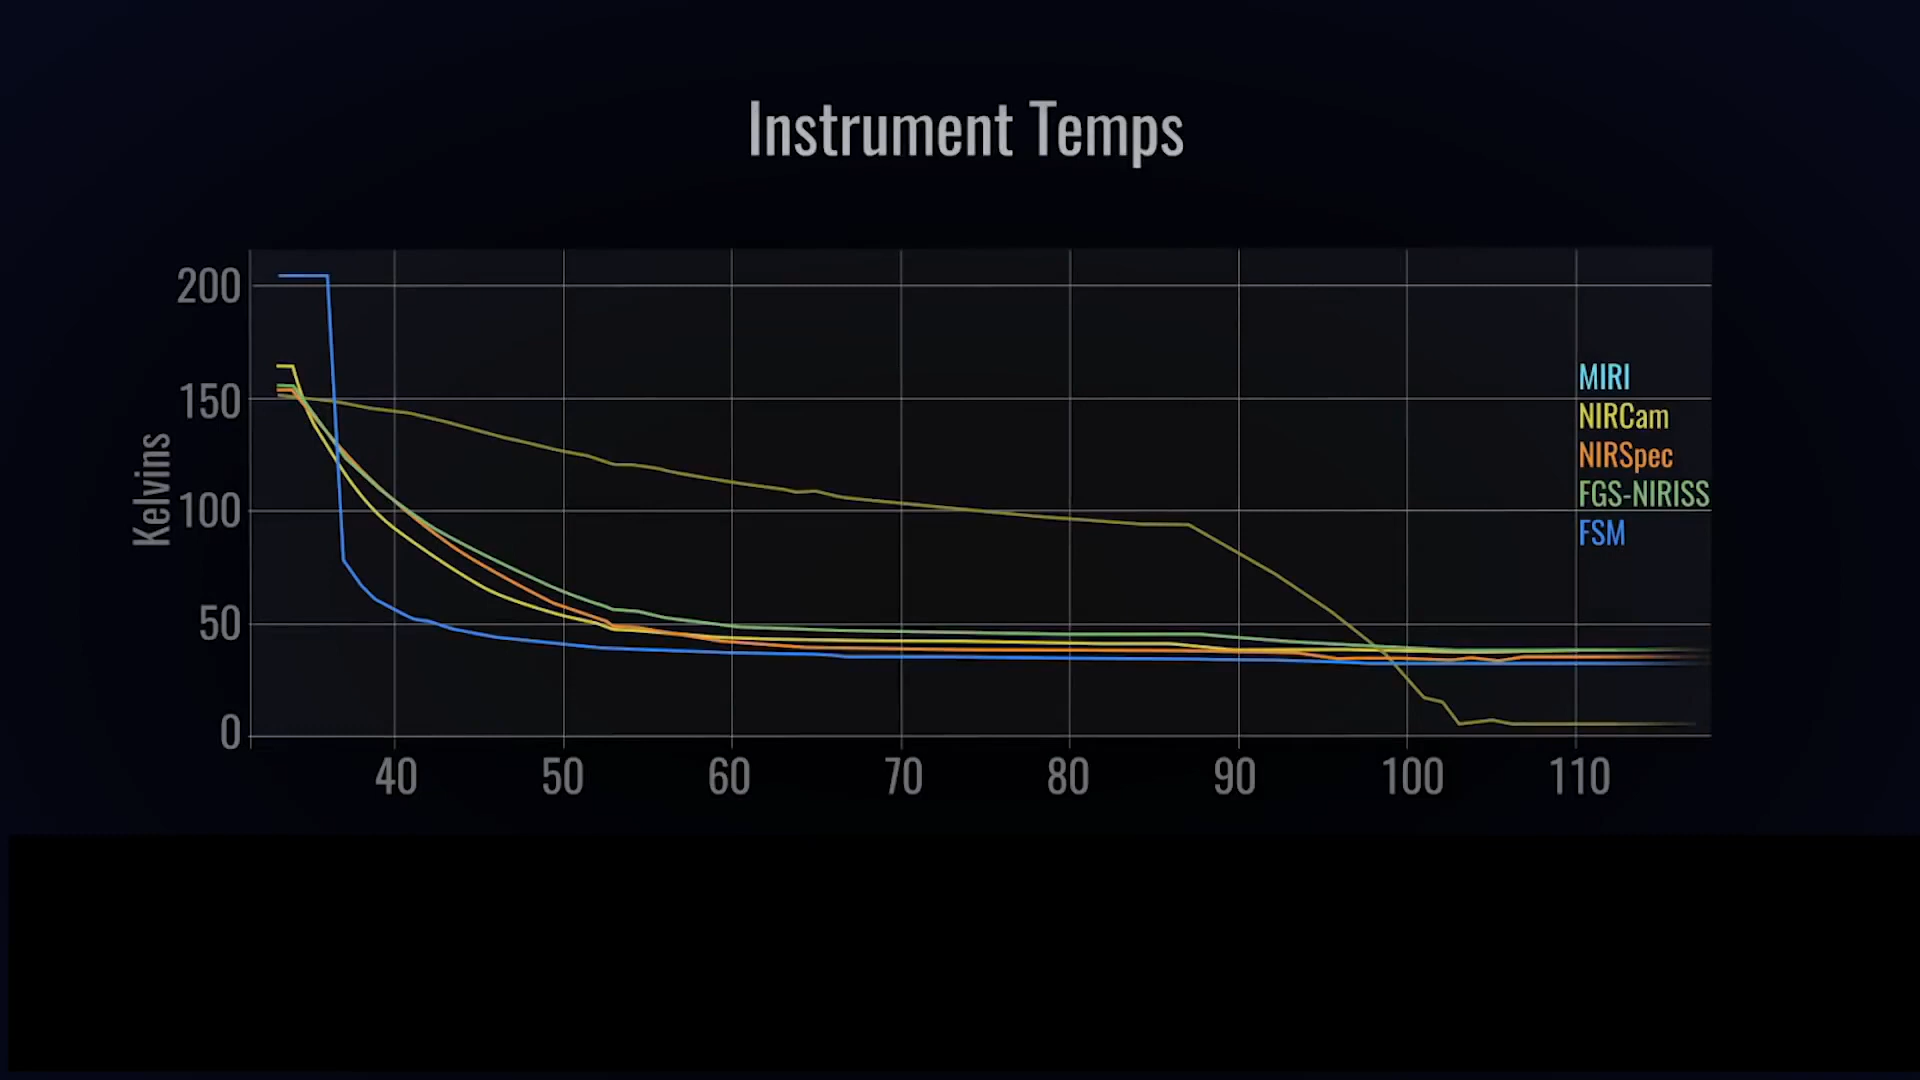 Instrument Temps
200
150
100
50
0
Kelvins
MIRI
NIRCam
NIRSpec
FGS-NIRISS
FSM
40 50 60 70 80 90 100 110